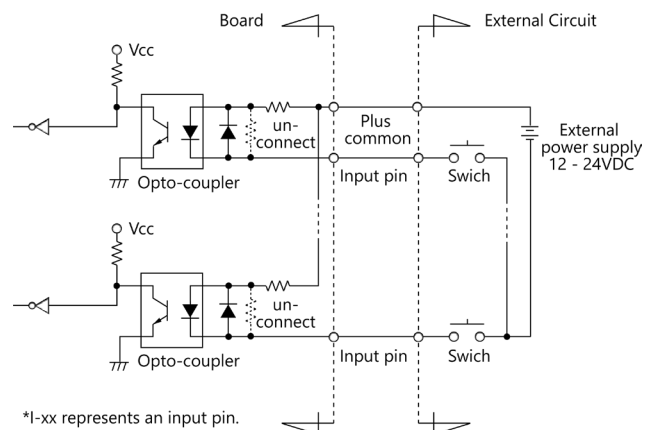 Board
External Circuit
Vcc
un-
connect
Plus
common
External
power supply
12 - 24VDC
Opto-coupler
Input pin
Swich
Vcc
un-
connect
Opto-coupler
Input pin
Swich
*I-xx represents an input pin.